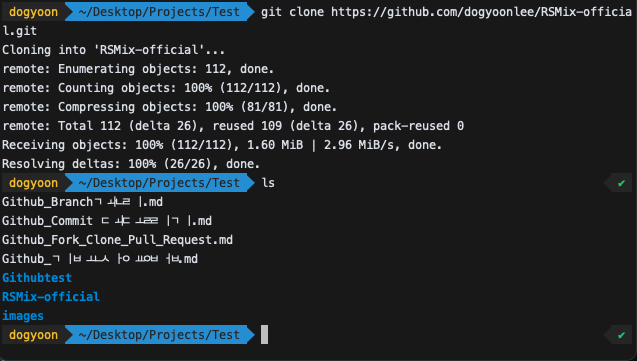 dogyoon ~/Desktop/Projects/Test git clone https://github.com/dogyoonlee/RSMix-officia
l.git
Cloning into 'RSMix-official'...
remote: Enumerating objects: 112, done.
remote: Counting objects: 100% (112/112), done.
remote: Compressing objects: 100% (81/81), done.
remote: Total 112 (delta 26), reused 109 (delta 26), pack-reused 0
Receiving objects: 100% (112/112), 1.60 MiB | 2.96 MiB/s, done.
Resolving deltas: 100% (26/26), done.
dogyoon ~/Desktop/Projects/Test ls ✔
Github_Branch .md
Github_Commit .md
Github_Fork_Clone_Pull_Request.md
Github_ .md
Githubtest
RSMix-official
images
dogyoon ~/Desktop/Projects/Test ✔